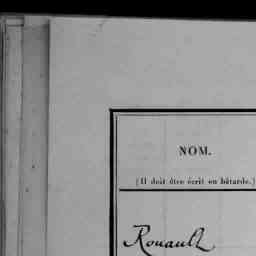 NOM.
(Il doit être écrit en bâtarde.)
Rouault